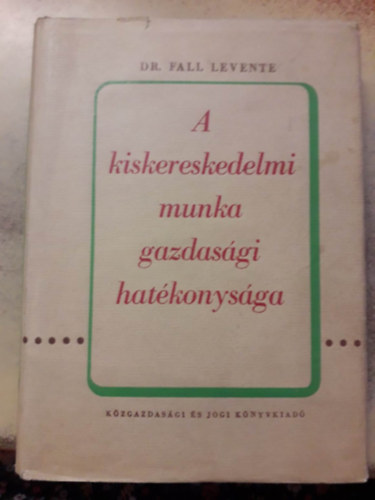 DR. FALL LEVENTE
A
kiskereskedelmi
munka
gazdasági
hatékonysága
KÖZGAZDASÁGI ÉS JOGI KÖNYVKIADÓ